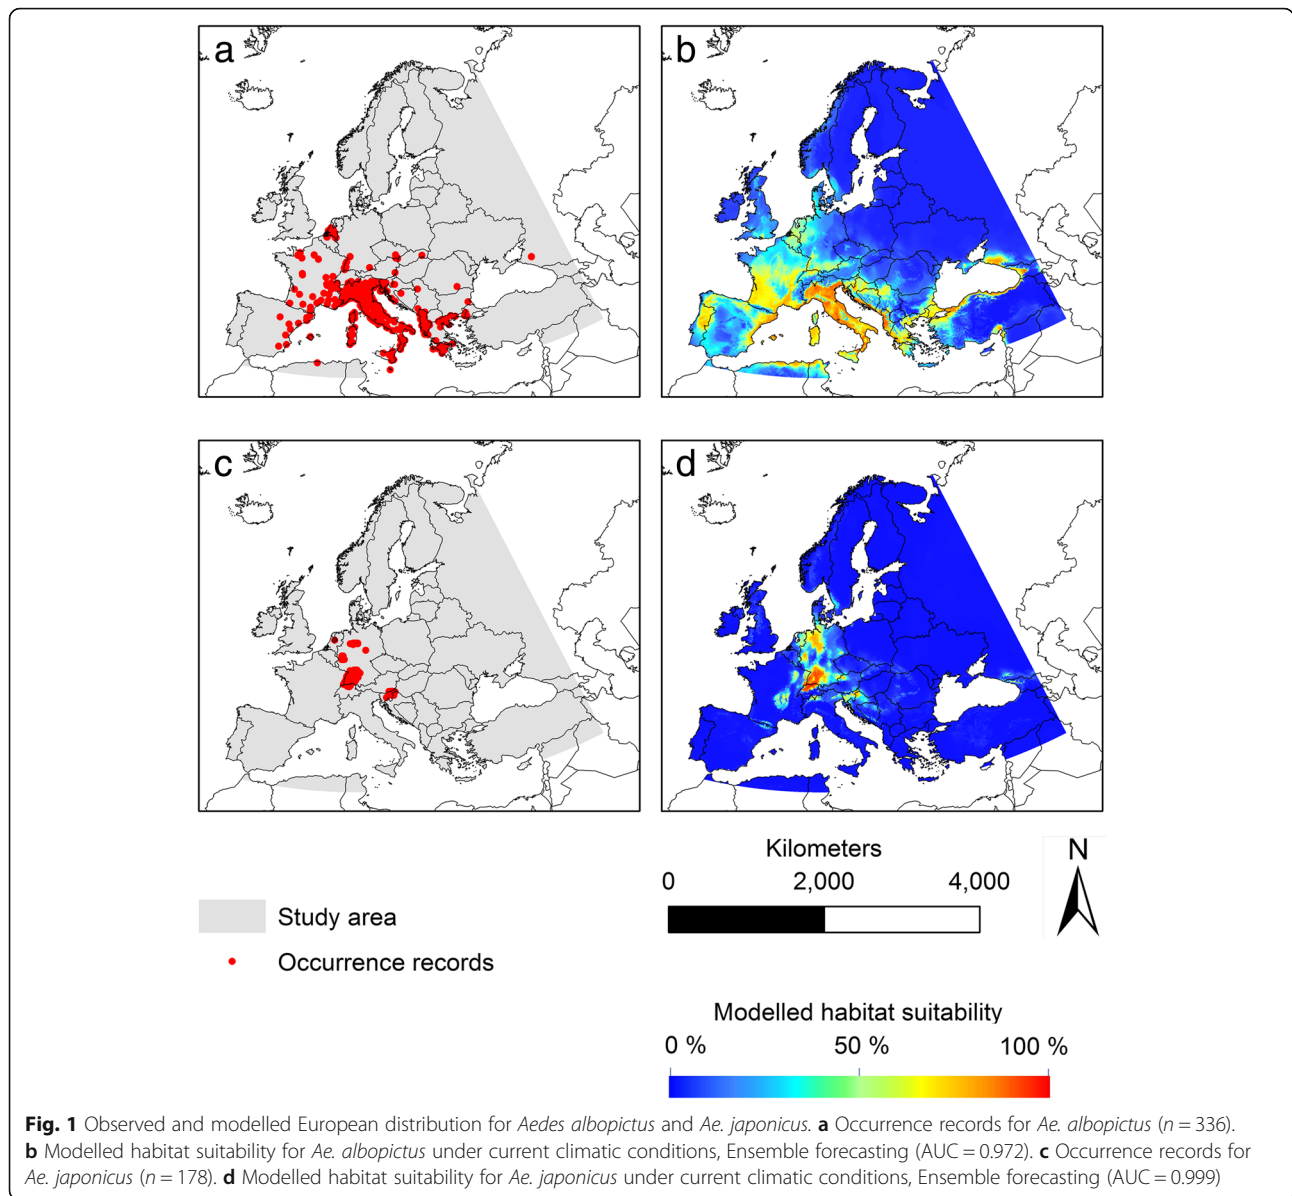 a
b
c
d
Kilometers
0 2,000 4,000
N
Study area
Occurrence records
Modelled habitat suitability
0 % 50 % 100 %
Fig. 1 Observed and modelled European distribution for Aedes albopictus and Ae. japonicus. a Occurrence records for Ae. albopictus (n = 336).
b Modelled habitat suitability for Ae. albopictus under current climatic conditions, Ensemble forecasting (AUC = 0.972). c Occurrence records for
Ae. japonicus (n = 178). d Modelled habitat suitability for Ae. japonicus under current climatic conditions, Ensemble forecasting (AUC = 0.999)